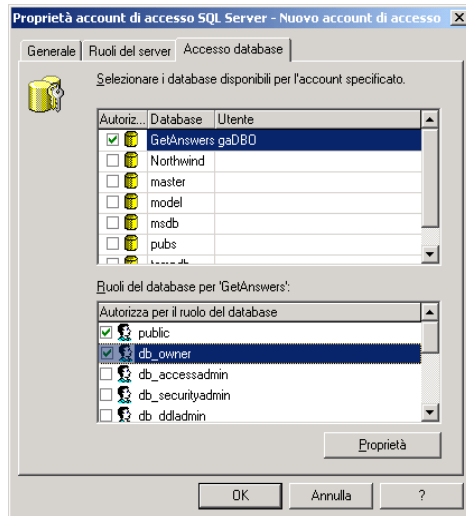 Proprietà account di accesso SQL Server - Nuovo account di accesso
Generale Ruoli del server Accesso database
Selezionare i database disponibili per l'account specificato.
Autoriz... Database Utente
GetAnswers gaDBO
Northwind
master
model
msdb
pubs
tempdb
Ruoli del database per 'GetAnswers':
Autorizza per il ruolo del database
public
db_owner
db_accessadmin
db_securityadmin
db_ddladmin
Proprietà
OK Annulla ?